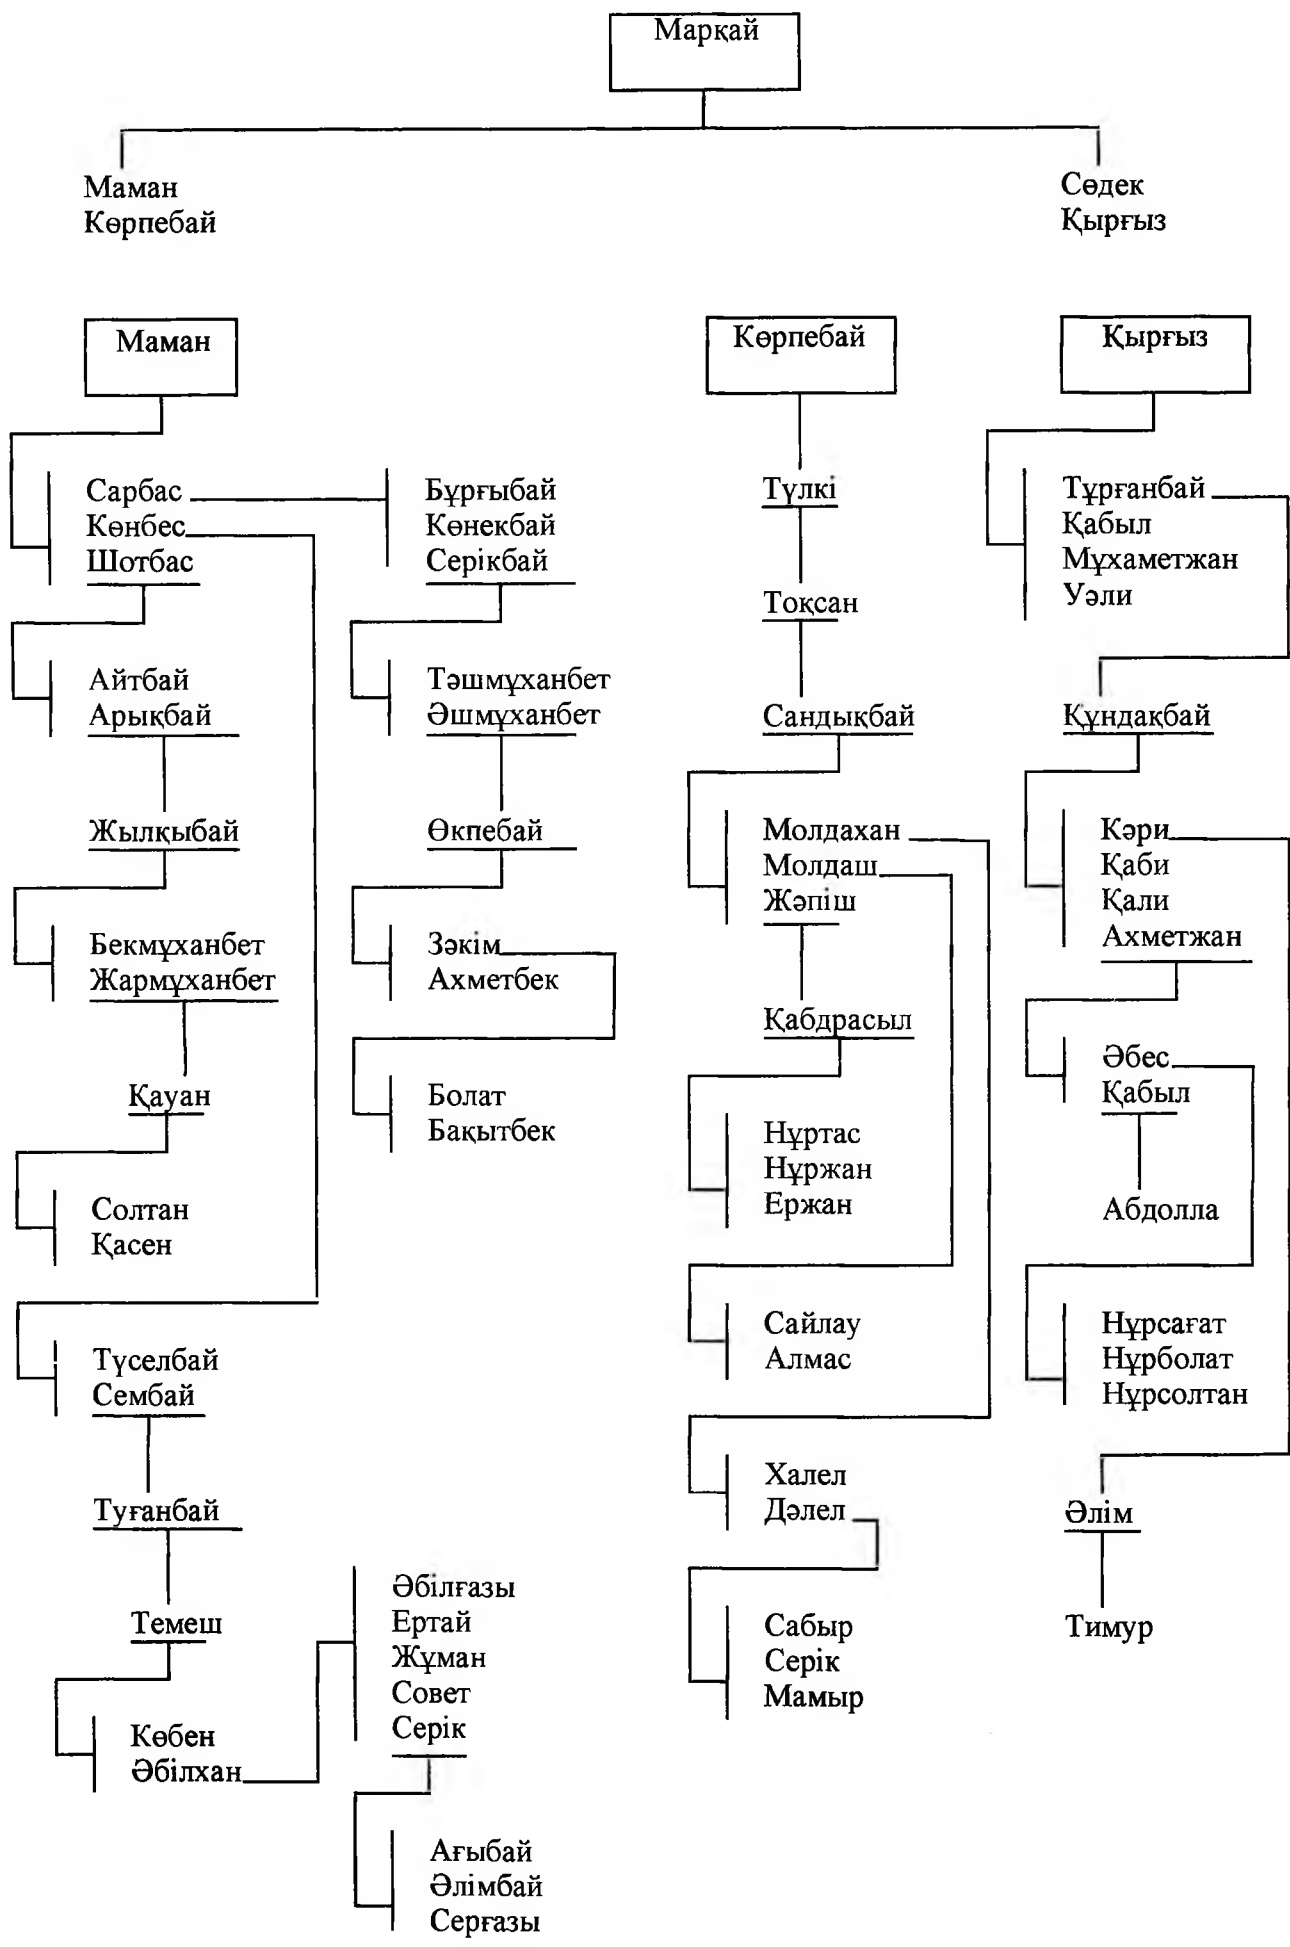 Марқай
Маман
Көрпебай
Сөдек
Қырғыз
Маман
Сарбас
Көнбес
Шотбас
Айтбай
Арықбай
Жылқыбай
Бекмұханбет
Жармұханбет
Қауан
Солтан
Қасен
Түселбай
Сембай
Туғанбай
Темеш
Көбен
Әбілхан
Бұрғыбай
Көнекбай
Серікбай
Тәшмұханбет
Әшмұханбет
Өкпебай
Зәкім
Ахметбек
Болат
Бақытбек
Әбілғазы
Ертай
Жұман
Совет
Серік
Ағыбай
Әлімбай
Серғазы
Көрпебай
Түлкі
Тоқсан
Сандықбай
Молдахан
Молдаш
Жәпіш
Қабдрасыл
Нұртас
Нұржан
Ержан
Сайлау
Алмас
Халел
Дәлел
Сабыр
Серік
Мамыр
Қырғыз
Тұрғанбай
Қабыл
Мұхаметжан
Уәли
Құндақбай
Кәри
Қаби
Қали
Ахметжан
Әбес
Қабыл
Абдолла
Нұрсағат
Нұрболат
Нұрсолтан
Әлім
Тимур